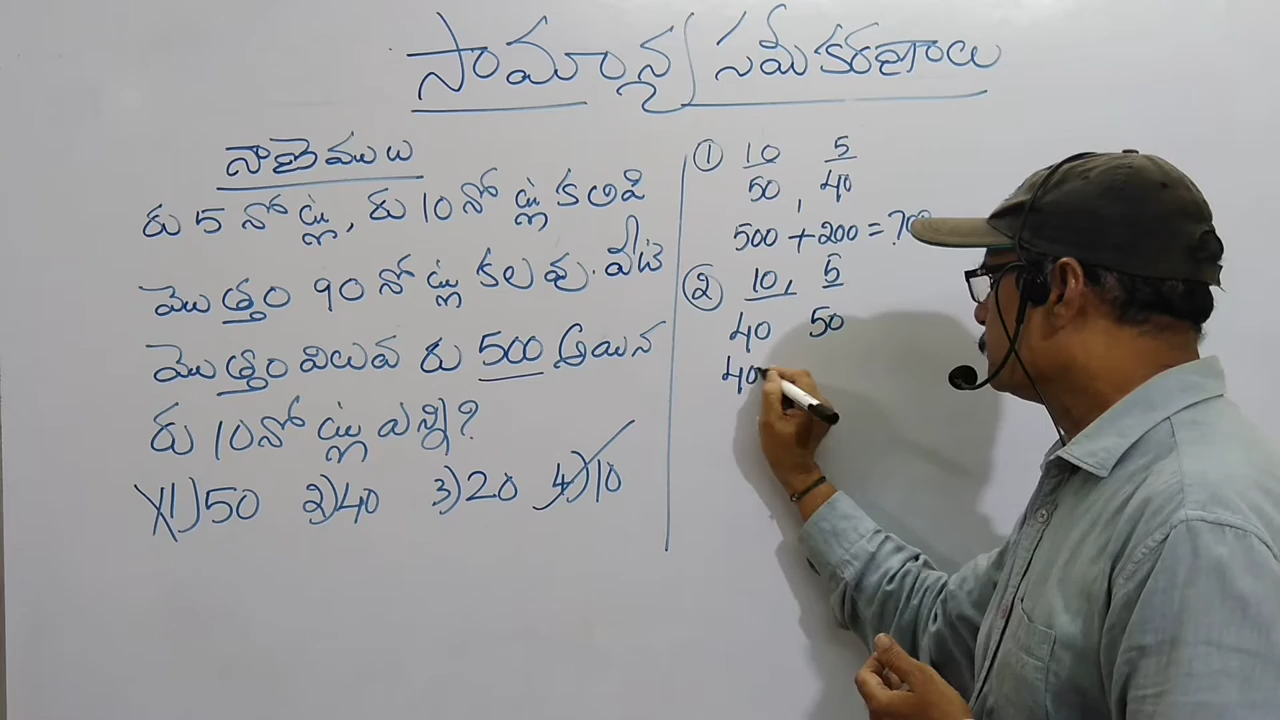 సామాన్య సమీకరణాలు
నాణెములు
రు 5 నోట్లు, రు 10 నోట్లు కలిపి
మొత్తం 90 నోట్లు కలవు. వీటి
మొత్తం విలువ రు 500 అయిన
రు 10 నోట్లు ఎన్ని?
1) 50 2) 40 3) 20 4) 10
① 10 5
50, 40
500 + 200 = 700
② 10, 5
40 50
40